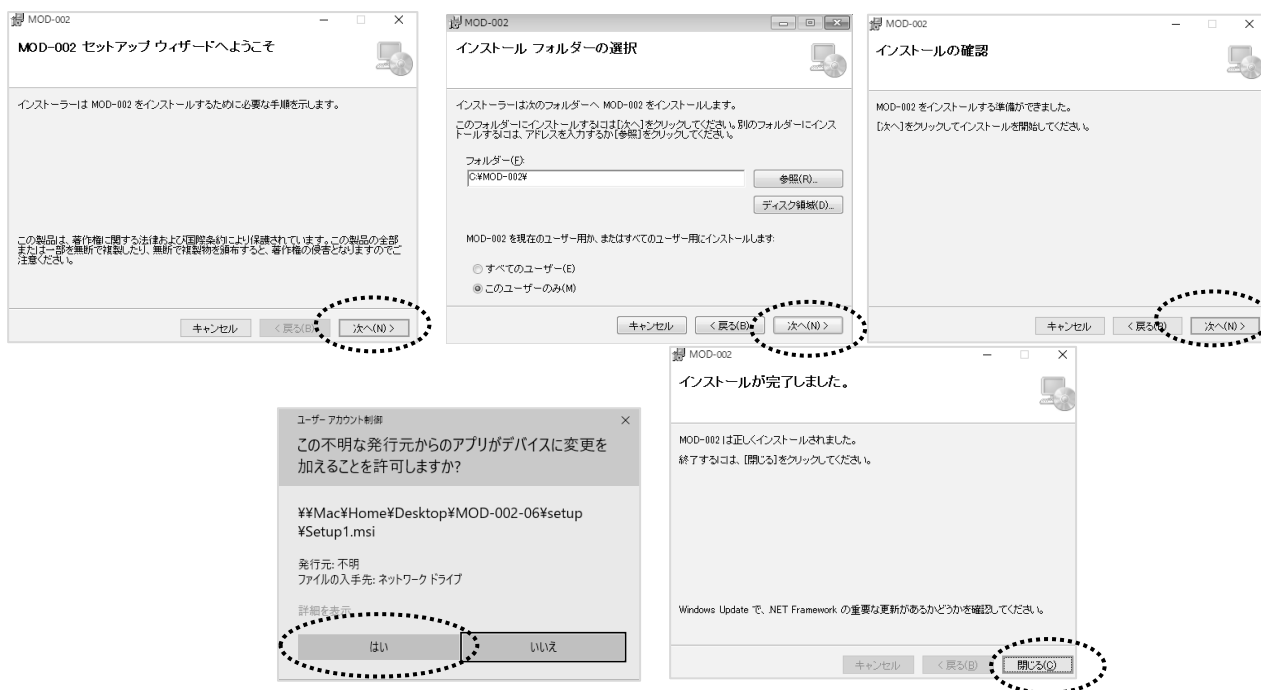 MOD-002
MOD-002 セットアップ ウィザードへようこそ
インストーラーは MOD-002 をインストールするために必要な手順を示します。
この製品は、著作権に関する法律および国際条約により保護されています。この製品の全部
または一部を無断で複製したり、無断で複製物を頒布すると、著作権の侵害となりますのでご
注意ください。
キャンセル
< 戻る(B)
次へ(N) >
MOD-002
インストール フォルダーの選択
インストーラーは次のフォルダーへ MOD-002 をインストールします。
このフォルダーにインストールするには[次へ]をクリックしてください。別のフォルダーにインス
トールするには、アドレスを入力するか[参照]をクリックしてください。
フォルダー(F):
C:¥MOD-002¥
参照(R)...
ディスク領域(D)...
MOD-002 を現在のユーザー用か、またはすべてのユーザー用にインストールします:
すべてのユーザー(E)
このユーザーのみ(M)
キャンセル
< 戻る(B)
次へ(N) >
MOD-002
インストールの確認
MOD-002 をインストールする準備ができました。
[次へ]をクリックしてインストールを開始してください。
キャンセル
< 戻る(B)
次へ(N) >
ユーザー アカウント制御
この不明な発行元からのアプリがデバイスに変更を
加えることを許可しますか?
¥¥Mac¥Home¥Desktop¥MOD-002-06¥setup
¥Setup1.msi
発行元: 不明
ファイルの入手先: ネットワーク ドライブ
詳細を表示
はい
いいえ
MOD-002
インストールが完了しました。
MOD-002 は正しくインストールされました。
終了するには、[閉じる]をクリックしてください。
Windows Update で、.NET Framework の重要な更新があるかどうかを確認してください。
キャンセル
< 戻る(B)
閉じる(C)